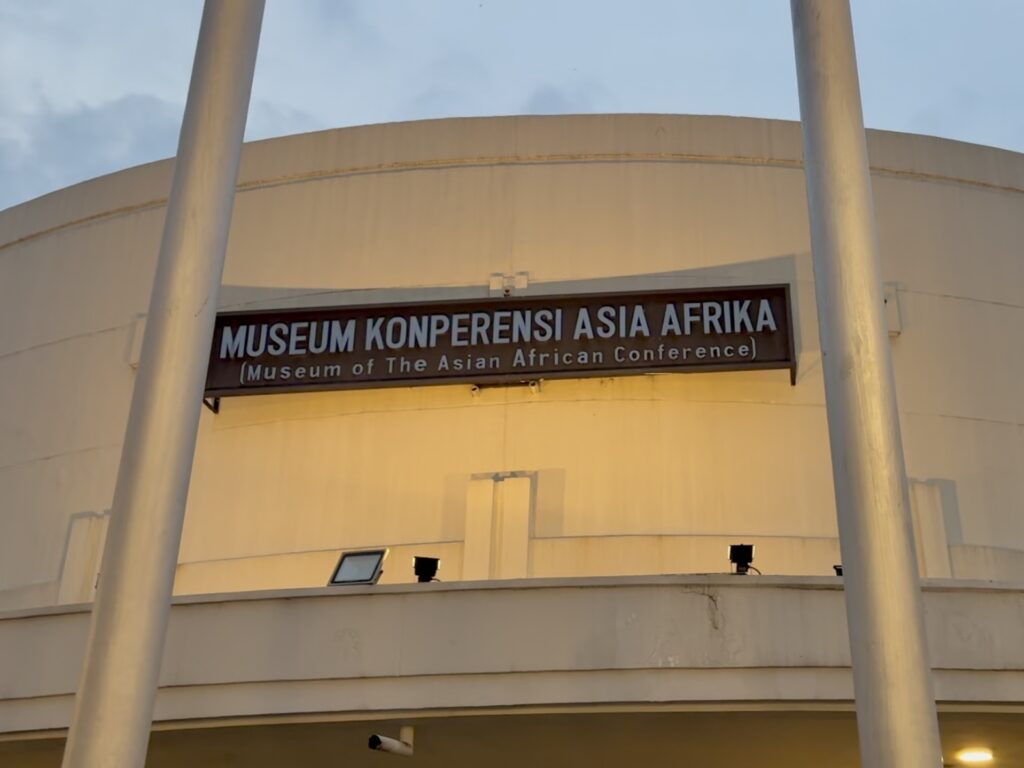 MUSEUM KONPERENSI ASIA AFRIKA
(Museum of The Asian African Conference)